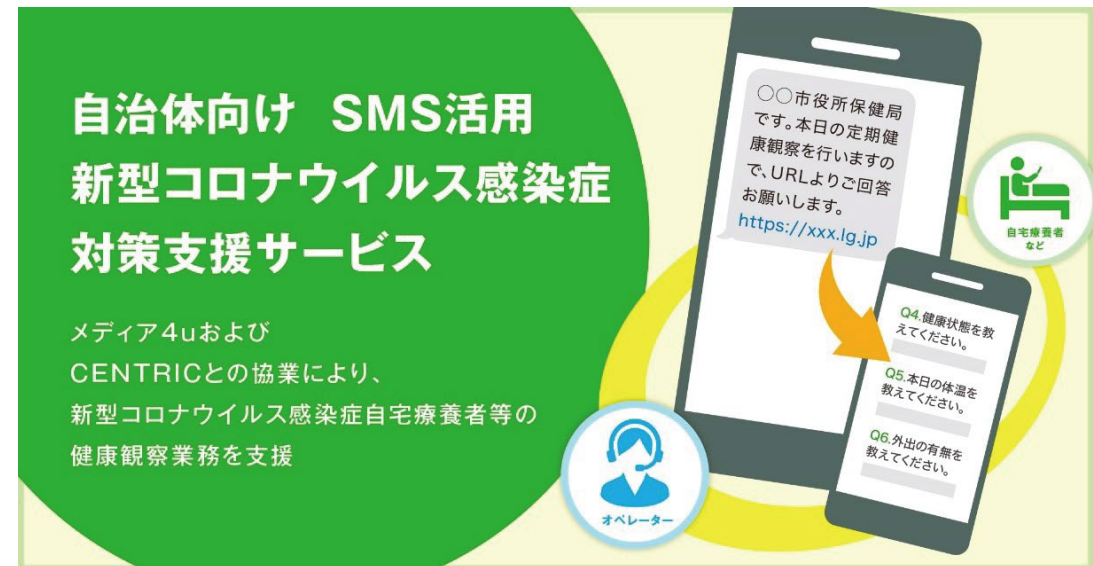 自治体向け SMS活用
新型コロナウイルス感染症
対策支援サービス
メディア4uおよび
CENTRICとの協業により、
新型コロナウイルス感染症自宅療養者等の
健康観察業務を支援
〇〇市役所保健局
です。本日の定期健
康観察を行いますの
で、URLよりご回答
お願いします。
https://xxx.lg.jp
自宅療養者
など
Q4.健康状態を教
えてください。
Q5.本日の体温を
教えてください。
Q6.外出の有無を
教えてください。
オペレーター